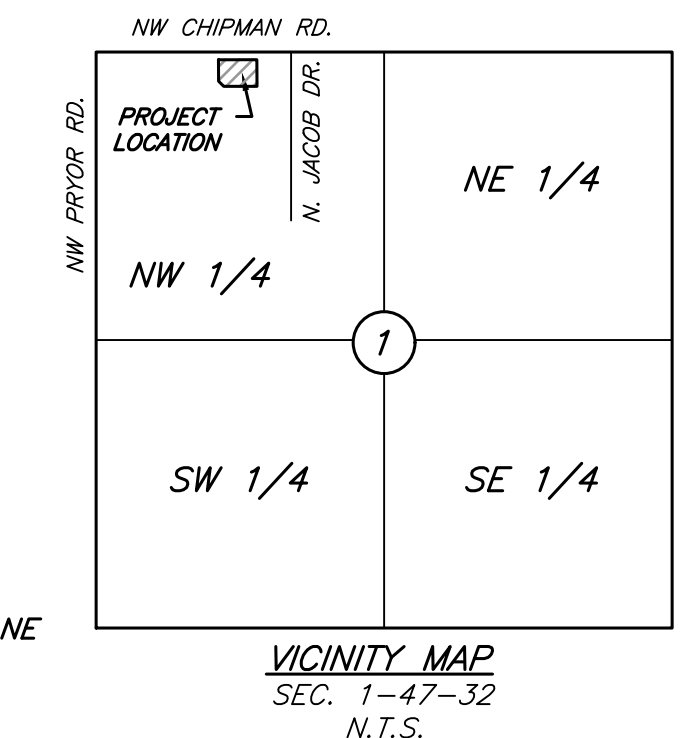 NW CHIPMAN RD.
NW PRYOR RD.
PROJECT
LOCATION
N. JACOB DR.
NE 1/4
NW 1/4
1
SW 1/4
SE 1/4
NE
VICINITY MAP
SEC. 1-47-32
N.T.S.